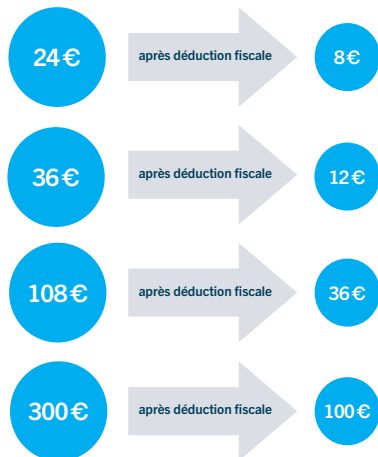 24 € après déduction fiscale 8 €
36 € après déduction fiscale 12 €
108 € après déduction fiscale 36 €
300 € après déduction fiscale 100 €